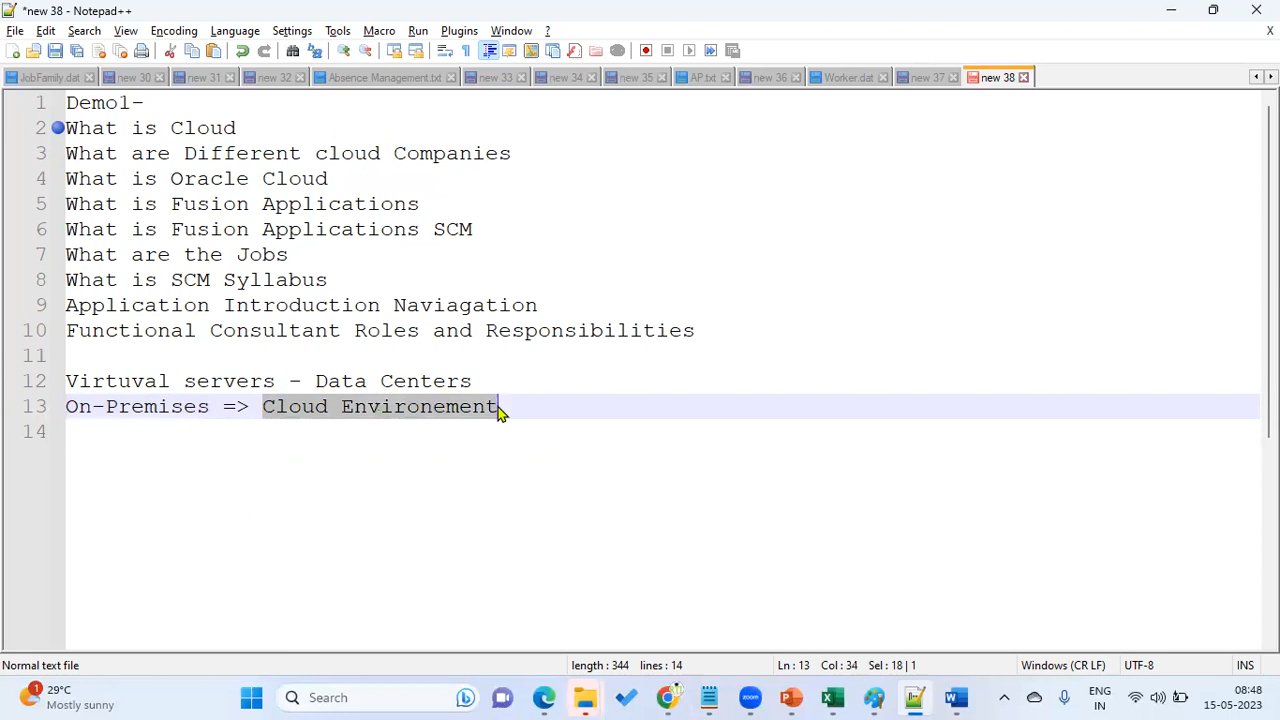 *new 38 - Notepad++
File Edit Search View Encoding Language Settings Tools Macro Run Plugins Window ? X
JobFamily.dat new 30 new 31 new 32 Absence Management.txt new 33 new 34 new 35 AP.txt new 36 Worker.dat new 37 new 38
1 Demo1-
2 What is Cloud
3 What are Different cloud Companies
4 What is Oracle Cloud
5 What is Fusion Applications
6 What is Fusion Applications SCM
7 What are the Jobs
8 What is SCM Syllabus
9 Application Introduction Naviagation
10 Functional Consultant Roles and Responsibilities
11
12 Virtuval servers - Data Centers
13 On-Premises => Cloud Environement
14
Normal text file length : 344 lines : 14 Ln : 13 Col : 34 Sel : 18 | 1 Windows (CR LF) UTF-8 INS
1 29°C Mostly sunny Search zoom ENG IN 08:48 15-05-2023